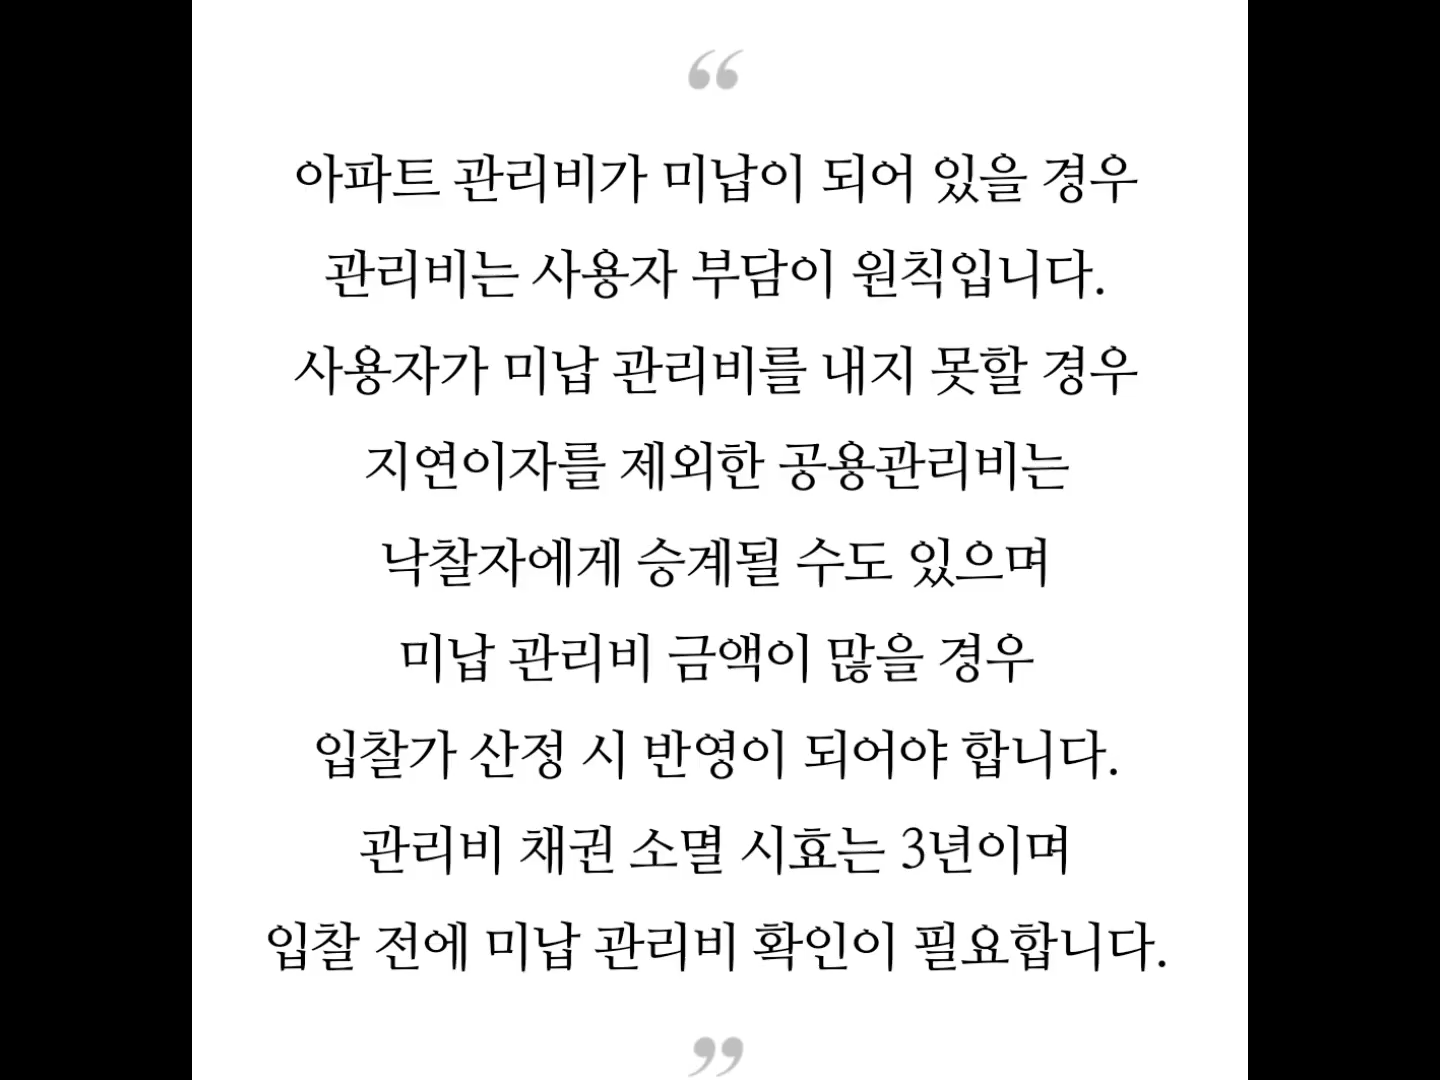 “
아파트 관리비가 미납이 되어 있을 경우
관리비는 사용자 부담이 원칙입니다.
사용자가 미납 관리비를 내지 못할 경우
지연이자를 제외한 공용관리비는
낙찰자에게 승계될 수도 있으며
미납 관리비 금액이 많을 경우
입찰가 산정 시 반영이 되어야 합니다.
관리비 채권 소멸 시효는 3년이며
입찰 전에 미납 관리비 확인이 필요합니다.
”